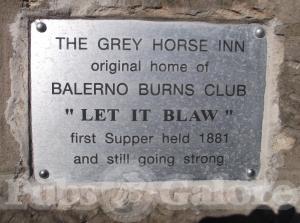 THE GREY HORSE INN
original home of
BALERNO BURNS CLUB
" LET IT BLAW "
first Supper held 1881
and still going strong
Pubs Galore